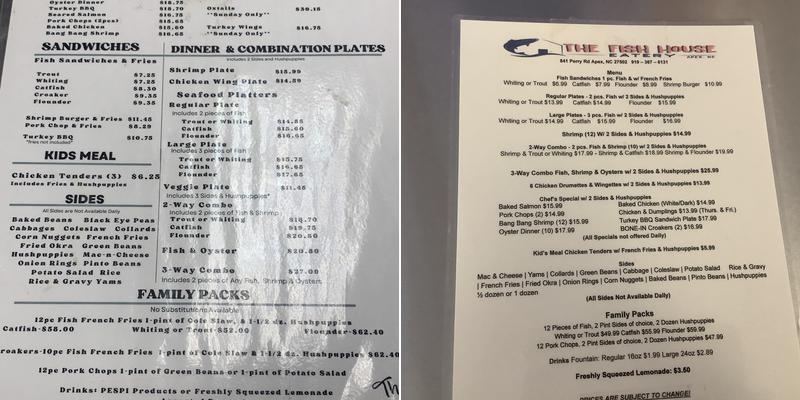 Oyster Dinner $18.75
BBQ $18.70
Seared Salmon $16.75
Pork Chops (2pcs) $15.65
Baked Chicken $15.60
Bang Bang Shrimp $16.65
Oxtails $30.15
**Sunday Only**
Turkey Wings $16.75
**Sunday Only**
SANDWICHES
Fish Sandwiches & Fries
Trout $7.25
Whiting $7.25
Catfish $8.30
Croaker $9.35
Flounder $9.35
Shrimp Burger & Fries $11.45
Pork Chop & Fries $8.29
Turkey BBQ $10.75
*fries not included*
KIDS MEAL
Chicken Tenders (3) $6.25
Includes Fries & Hushpuppies
SIDES
All Sides are Not Available Daily
Baked Beans Black Eye Peas
Cabbages Coleslaw Collards
Corn Nuggets French Fries
Fried Okra Green Beans
Hushpuppies Mac-n-Cheese
Onion Rings Pinto Beans
Potato Salad Rice
Rice & Gravy Yams
DINNER & COMBINATION PLATES
Includes 2 Sides and Hushpuppies
Shrimp Plate $15.99
Chicken Wing Plate $14.59
Seafood Platters
Regular Plate
Includes 2 pieces of Fish
Trout or Whiting $14.55
Catfish $15.60
Flounder $16.65
Large Plate
Includes 3 pieces of Fish
Trout or Whiting $15.75
Catfish $16.65
Flounder $17.65
Veggie Plate $11.45
Includes 3 Sides & Hushpuppies*
2-Way Combo
Includes 2 pieces of Fish & Shrimp
Trout or Whiting $18.70
Catfish $19.75
Flounder $20.50
Fish & Oyster $20.80
3-Way Combo $27.00
Includes 2 pieces of Any Fish, Shrimp & Oysters
FAMILY PACKS
No Substitutions Available
12pc Fish French Fries 1-pint of Cole Slaw, & 1-1/2 dz. Hushpuppies
Catfish-$58.00 Whiting or Trout-$52.00 Flounder-$62.40
roakers-10pc Fish French Fries 1-pint of Cole Slaw & 1-1/2 dz. Hushpuppies $62.40
12pc Pork Chops 1-pint of Green Beans or 1-pint of Potato Salad
Drinks: PESPI Products or Freshly Squeezed Lemonade
Th
THE FISH HOUSE
EATERY APEX, NC
841 Perry Rd Apex, NC 27502 919 – 387 – 6131
Menu
Fish Sandwiches 1 pc. Fish & w/ French Fries
Whiting or Trout $6.99 Catfish $7.99 Flounder $8.99 Shrimp Burger $10.99
Regular Plates - 2 pcs. Fish w/ 2 Sides & Hushpuppies
Whiting or Trout $13.99 Catfish $14.99 Flounder $15.99
Large Plates - 3 pcs. Fish w/ 2 Sides & Hushpuppies
Whiting or Trout $14.99 Catfish $15.99 Flounder $16.99
Shrimp (12) W/ 2 Sides & Hushpuppies $14.99
2-Way Combo - 2 pcs. Fish & Shrimp (10) w/ 2 Sides & Hushpuppies
Shrimp & Trout or Whiting $17.99 - Shrimp & Catfish $18.99 Shrimp & Flounder $19.99
3-Way Combo Fish, Shrimp & Oysters w/ 2 Sides & Hushpuppies $25.99
6 Chicken Drumettes & Wingettes w/ 2 Sides & Hushpuppies $13.99
Chef's Special w/ 2 Sides & Hushpuppies
Baked Salmon $15.99 Baked Chicken (White/Dark) $14.99
Pork Chops (2) $14.99 Chicken & Dumplings $13.99 (Thurs. & Fri.)
Bang Bang Shrimp (12) $15.99 Turkey BBQ Sandwich Plate $17.99
Oyster Dinner (10) $17.99 BONE-IN Croakers (2) $16.99
(All Specials not offered Daily)
Kid's Meal Chicken Tenders w/ French Fries & Hushpuppies $5.99
Sides
Mac & Cheese | Yams | Collards | Green Beans | Cabbage | Coleslaw | Potato Salad Rice & Gravy
| French Fries | Fried Okra | Onion Rings | Corn Nuggets | Baked Beans | Pinto Beans | Hushpuppies
½ dozen or 1 dozen
(All Sides Not Available Daily)
Family Packs
12 Pieces of Fish, 2 Pint Sides of choice, 2 Dozen Hushpuppies
Whiting or Trout $49.99 Catfish $55.99 Flounder $59.99
12 Pork Chops, 2 Pint Sides of choice, 2 Dozen Hushpuppies $47.99
Drinks Fountain: Regular 16oz $1.99 Large 24oz $2.89
Freshly Squeezed Lemonade: $3.50
PRICES ARE SUBJECT TO CHANGE!